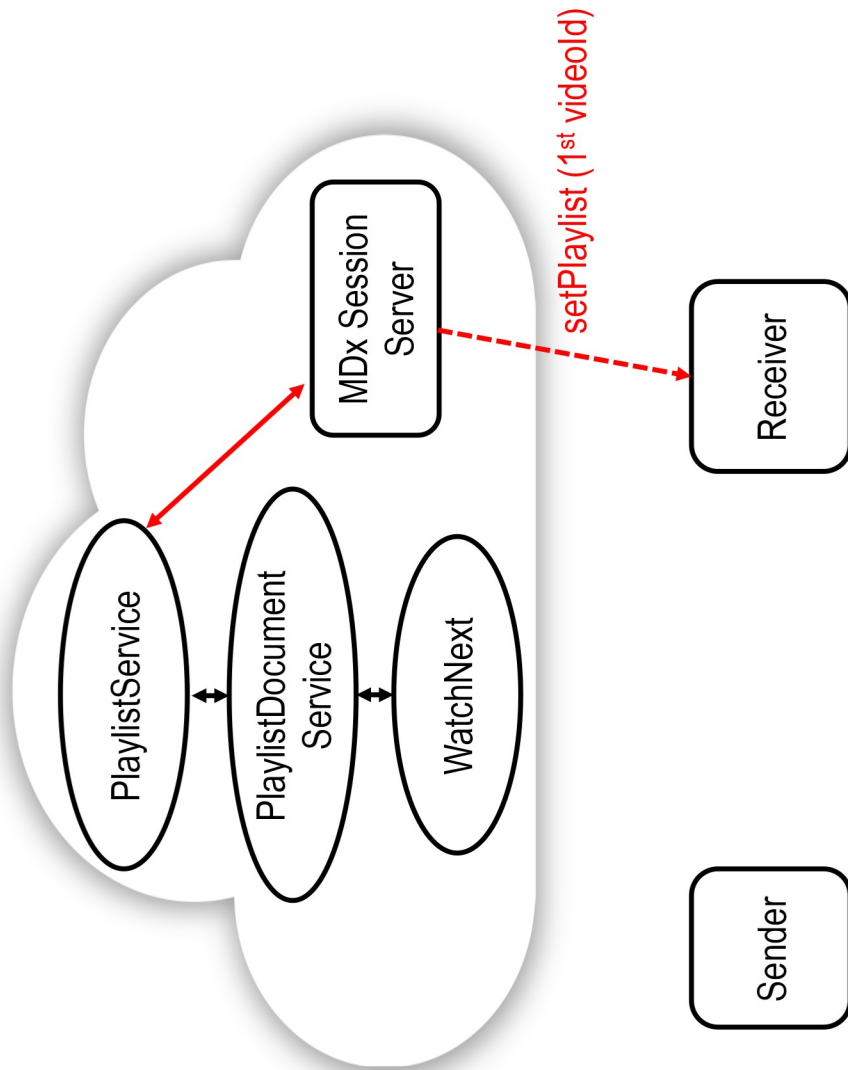 PlaylistService
PlaylistDocument
Service
WatchNext
MDx Session
Server
setPlaylist (1st videoId)
Sender
Receiver